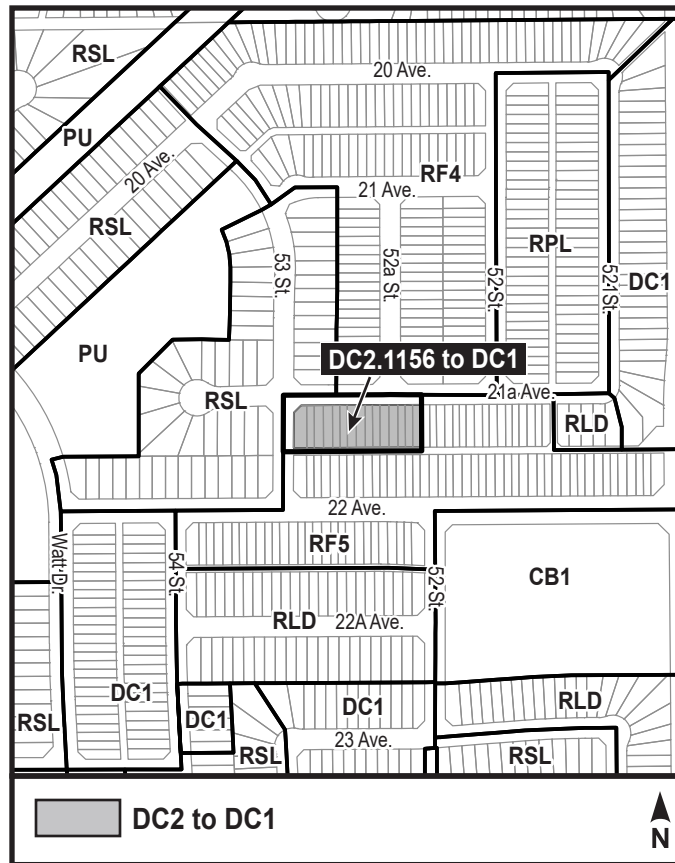 RSL
20 Ave.
PU
20 Ave.
RF4
21 Ave.
RSL
RPL
53 St.
52a St.
52 St.
521 St.
DC1
PU
DC2.1156 to DC1
21a Ave.
RSL
RLD
22 Ave.
Watt Dr.
54 St.
RF5
52 St.
CB1
RLD
22A Ave.
DC1
DC1
DC1
RLD
RSL
RSL
23 Ave.
RSL
DC2 to DC1
N